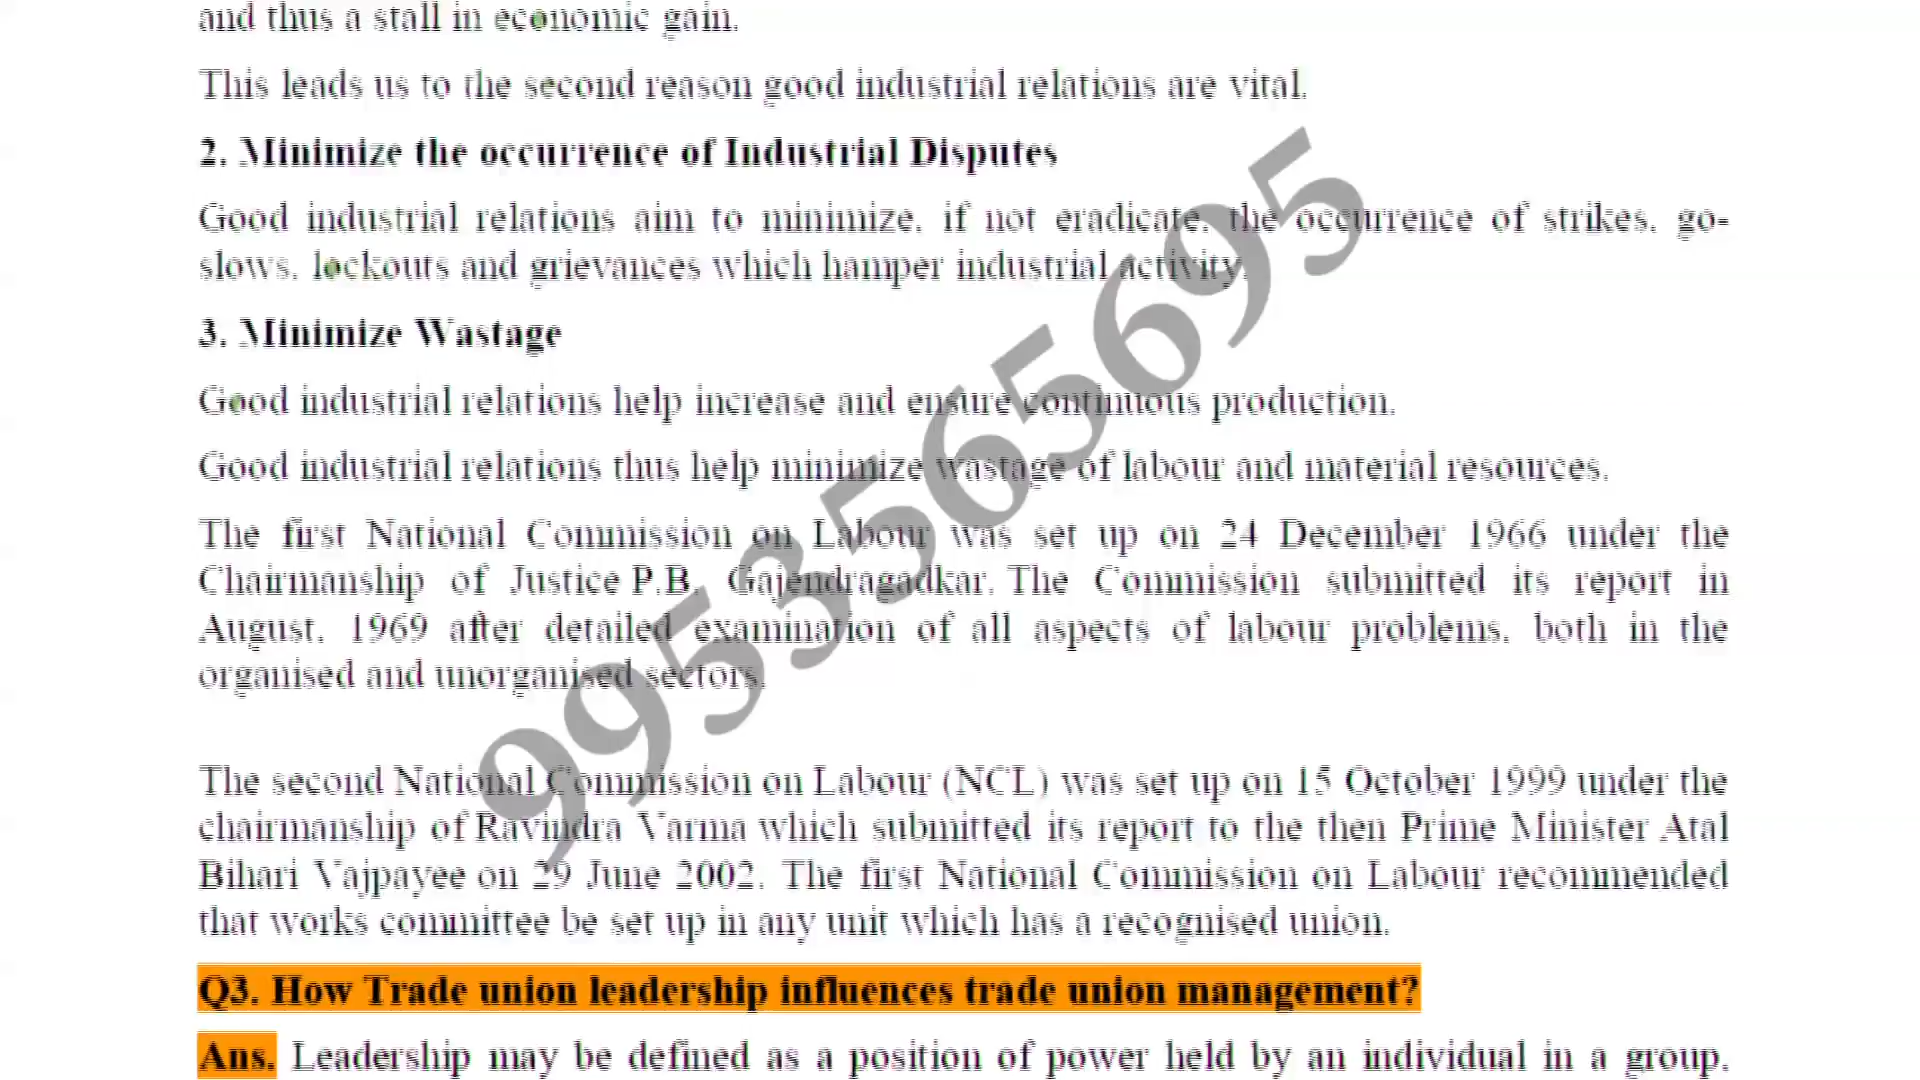 and thus a stall in economic gain.
This leads us to the second reason good industrial relations are vital.
2. Minimize the occurrence of Industrial Disputes
Good industrial relations aim to minimize, if not eradicate, the occurrence of strikes, go-
slows, lockouts and grievances which hamper industrial activity.
3. Minimize Wastage
Good industrial relations help increase and ensure continuous production.
Good industrial relations thus help minimize wastage of labour and material resources.
The first National Commission on Labour was set up on 24 December 1966 under the
Chairmanship of Justice P.B. Gajendragadkar. The Commission submitted its report in
August, 1969 after detailed examination of all aspects of labour problems, both in the
organised and unorganised sectors.
The second National Commission on Labour (NCL) was set up on 15 October 1999 under the
chairmanship of Ravindra Varma which submitted its report to the then Prime Minister Atal
Bihari Vajpayee on 29 June 2002. The first National Commission on Labour recommended
that works committee be set up in any unit which has a recognised union.
Q3. How Trade union leadership influences trade union management?
Ans. Leadership may be defined as a position of power held by an individual in a group,
9953565695